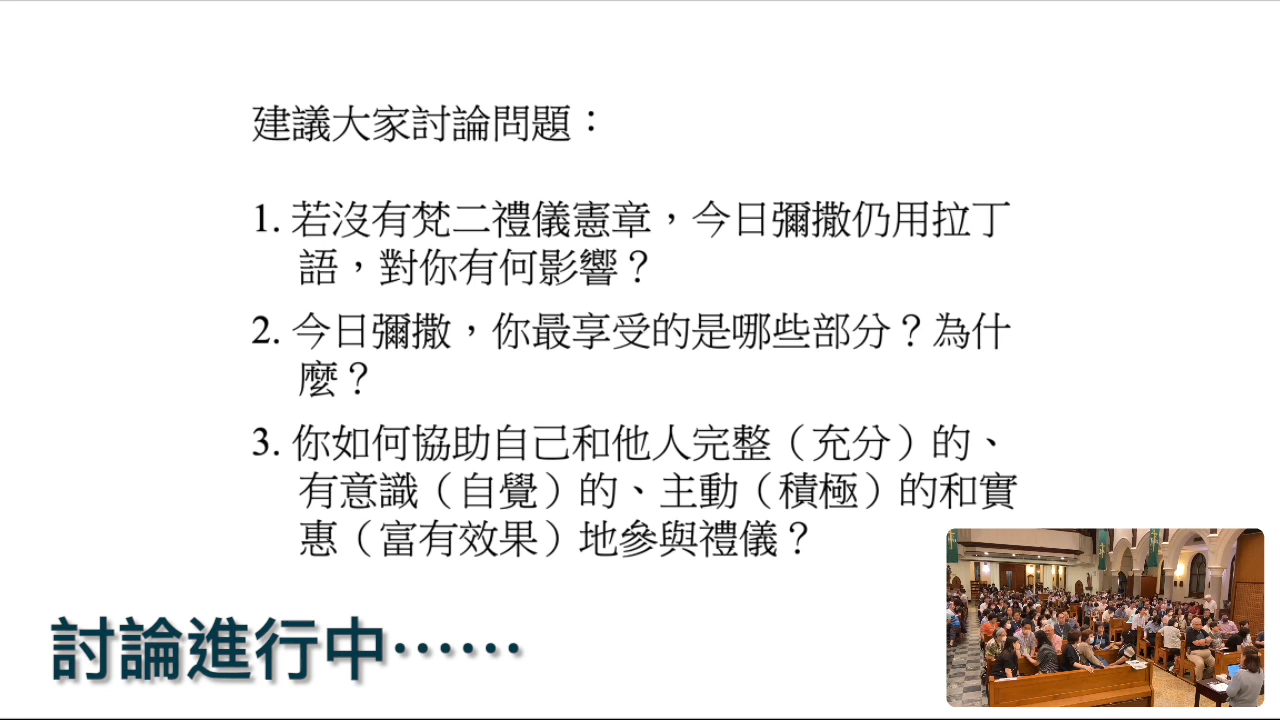 建議大家討論問題：
1. 若沒有梵二禮儀憲章，今日彌撒仍用拉丁
語，對你有何影響？
2. 今日彌撒，你最享受的是哪些部分？為什
麼？
3. 你如何協助自己和他人完整（充分）的、
有意識（自覺）的、主動（積極）的和實
惠（富有效果）地參與禮儀？
討論進行中……